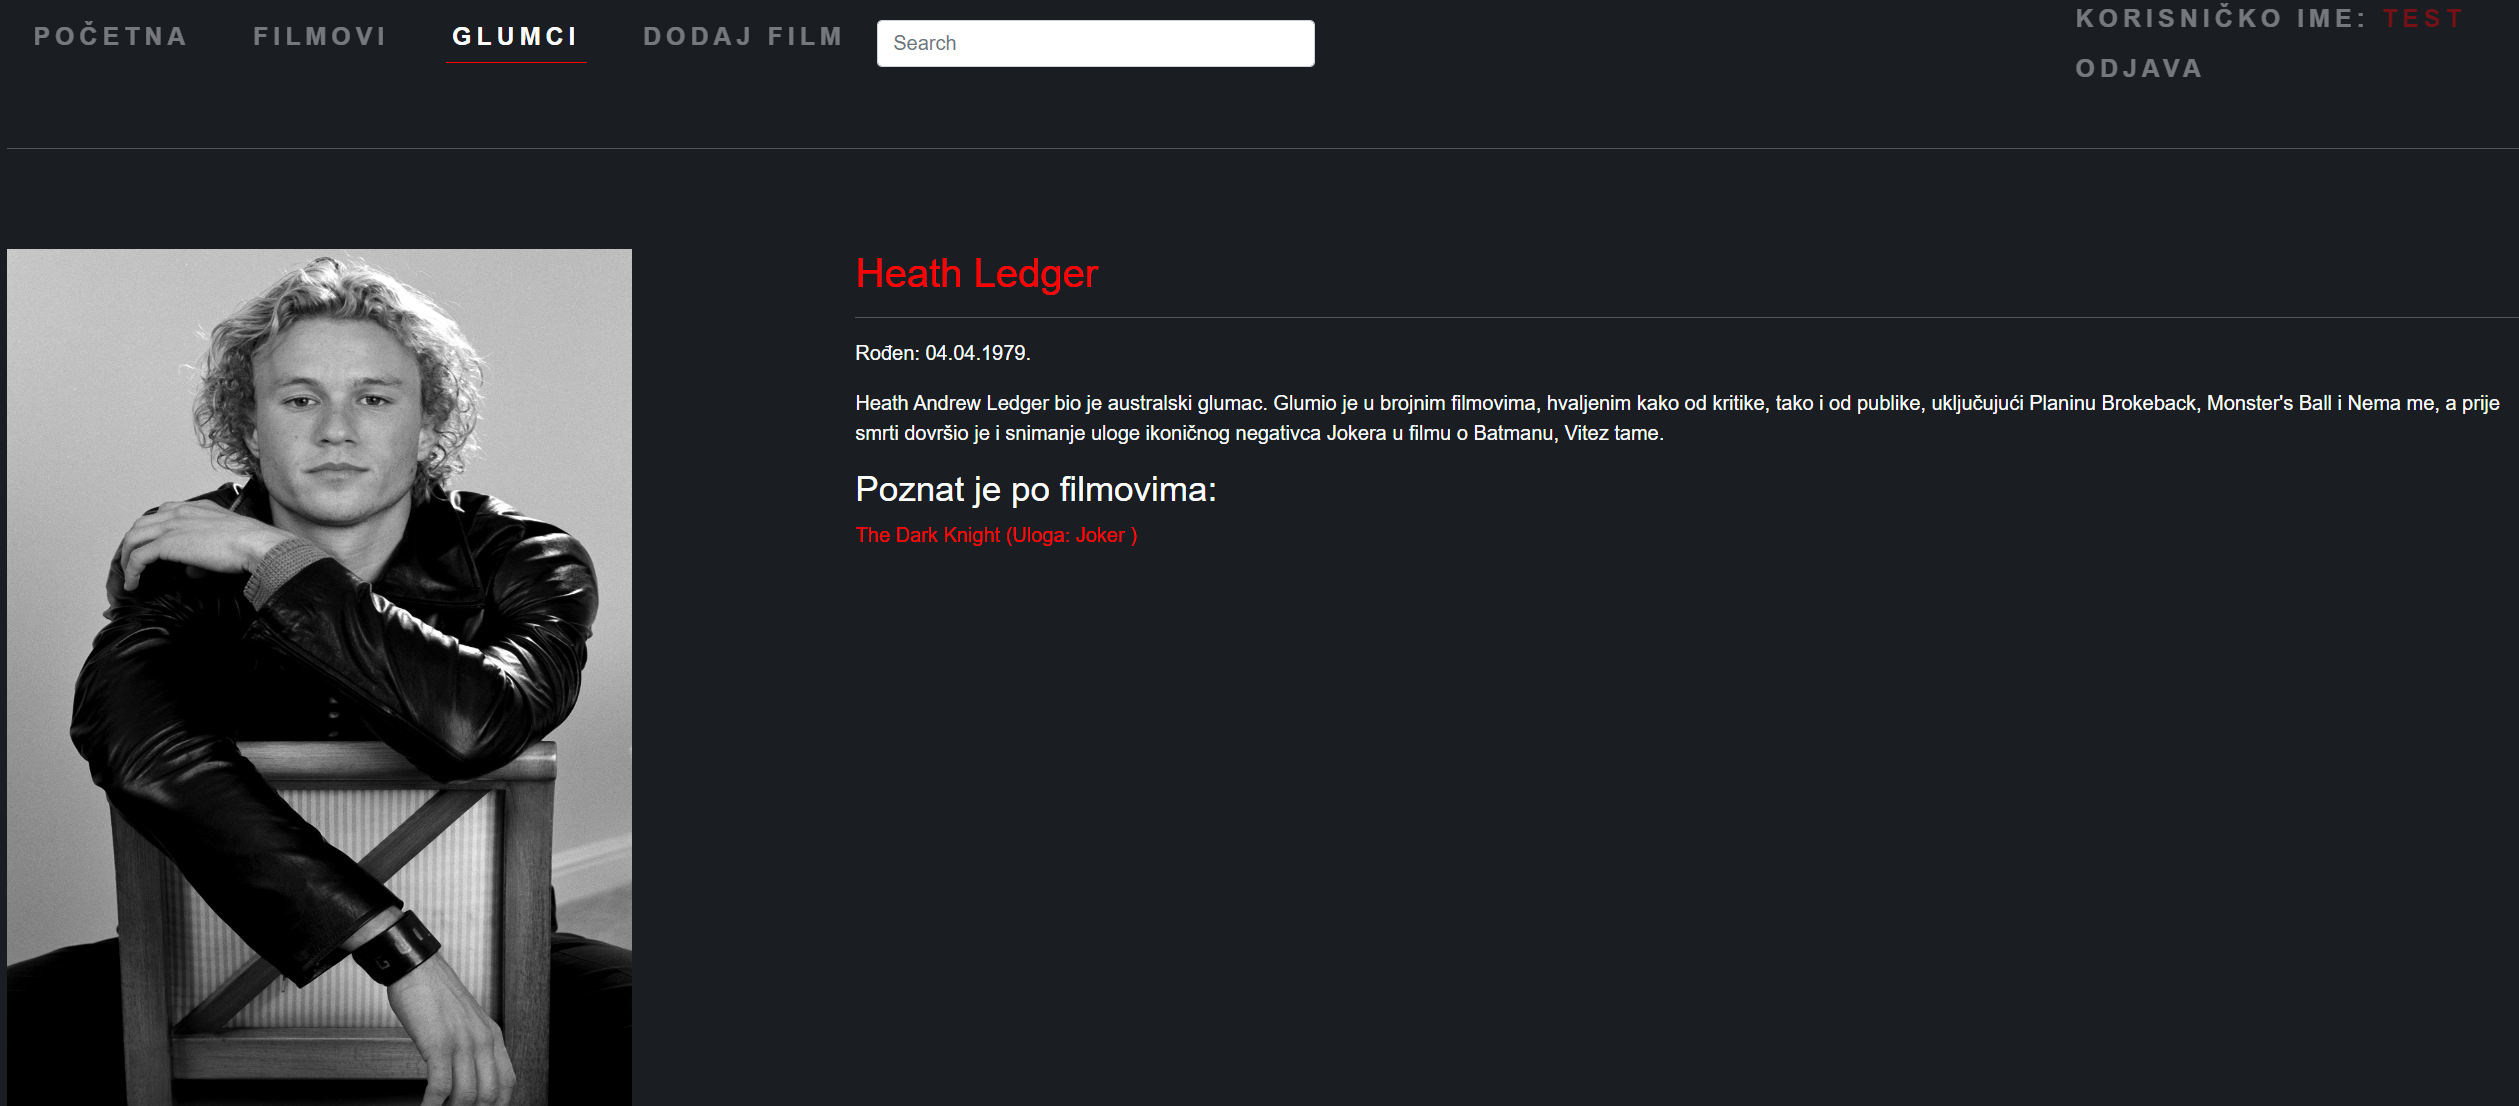 POČETNA FILMOVI GLUMCI DODAJ FILM Search
KORISNIČKO IME: TEST
ODJAVA
Heath Ledger
Rođen: 04.04.1979.
Heath Andrew Ledger bio je australski glumac. Glumio je u brojnim filmovima, hvaljenim kako od kritike, tako i od publike, uključujući Planinu Brokeback, Monster's Ball i Nema me, a prije
smrti dovršio je i snimanje uloge ikoničnog negativca Jokera u filmu o Batmanu, Vitez tame.
Poznat je po filmovima:
The Dark Knight (Uloga: Joker )